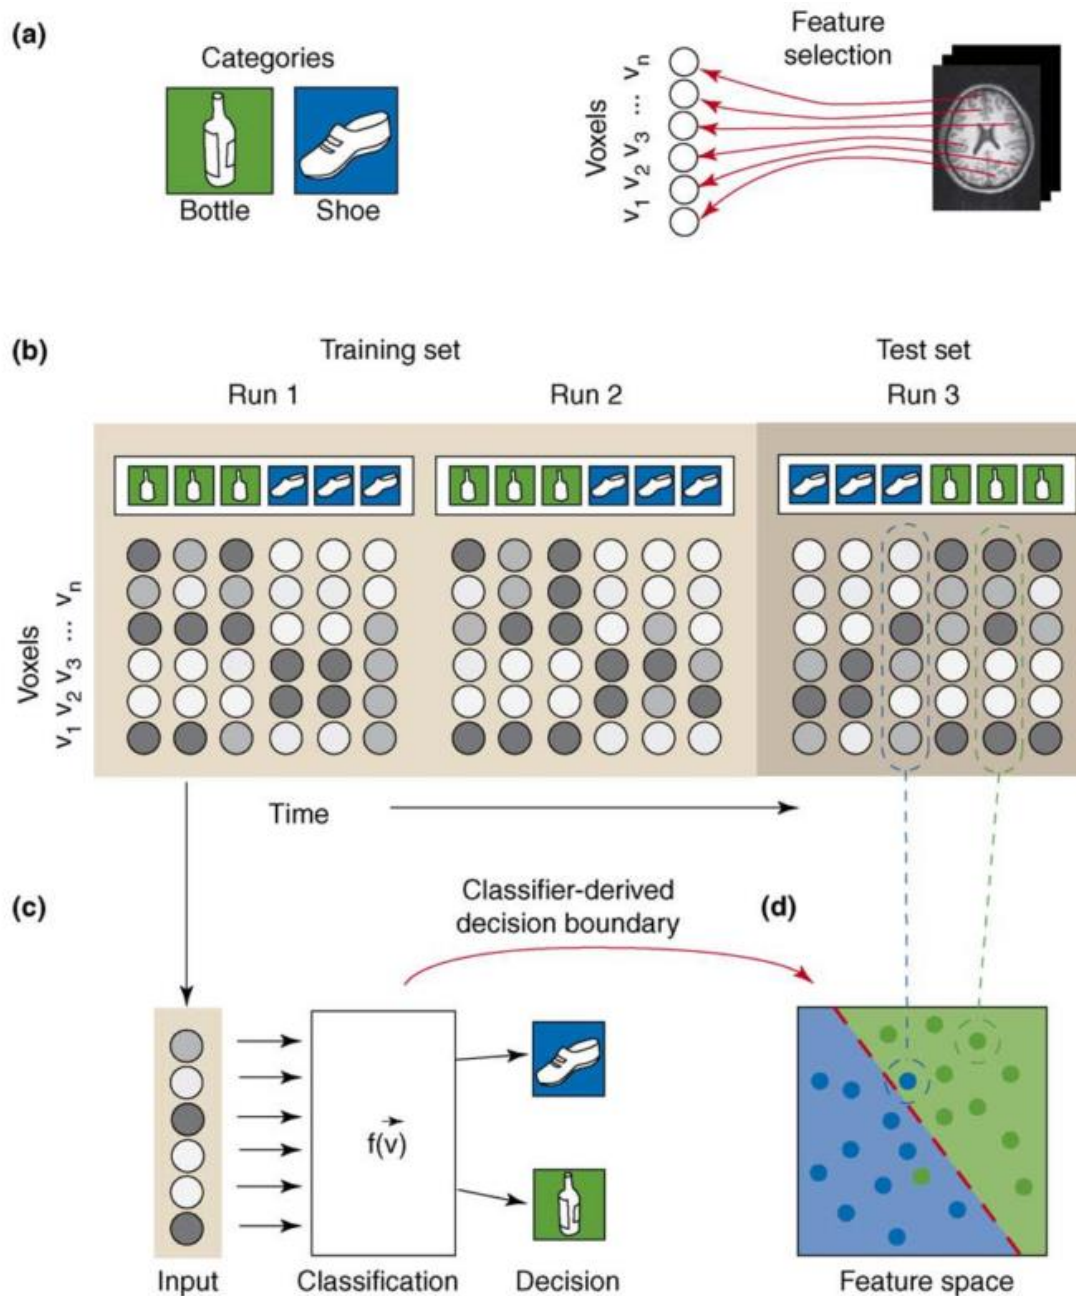 (a)
Categories
Bottle
Shoe
Feature
selection
Voxels
v1 v2 v3 ... vn
(b)
Training set
Test set
Run 1
Run 2
Run 3
Voxels
v1 v2 v3 ... vn
Time
(c)
Classifier-derived
decision boundary
(d)
f(v)
Input
Classification
Decision
Feature space